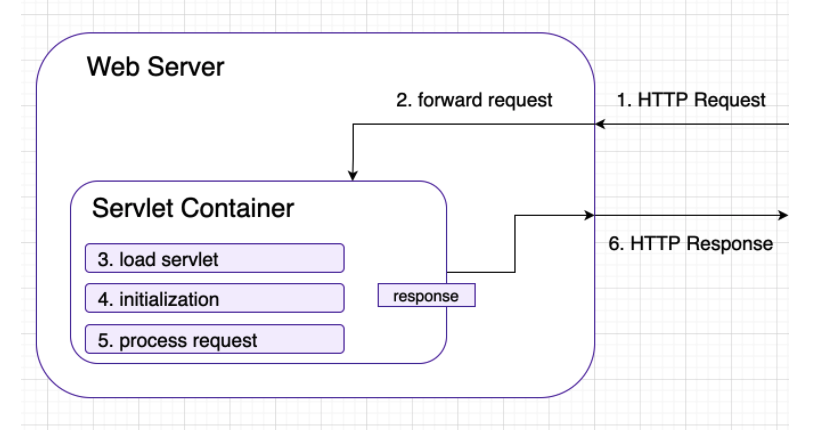 Web Server
2. forward request
1. HTTP Request
Servlet Container
6. HTTP Response
3. load servlet
4. initialization
response
5. process request